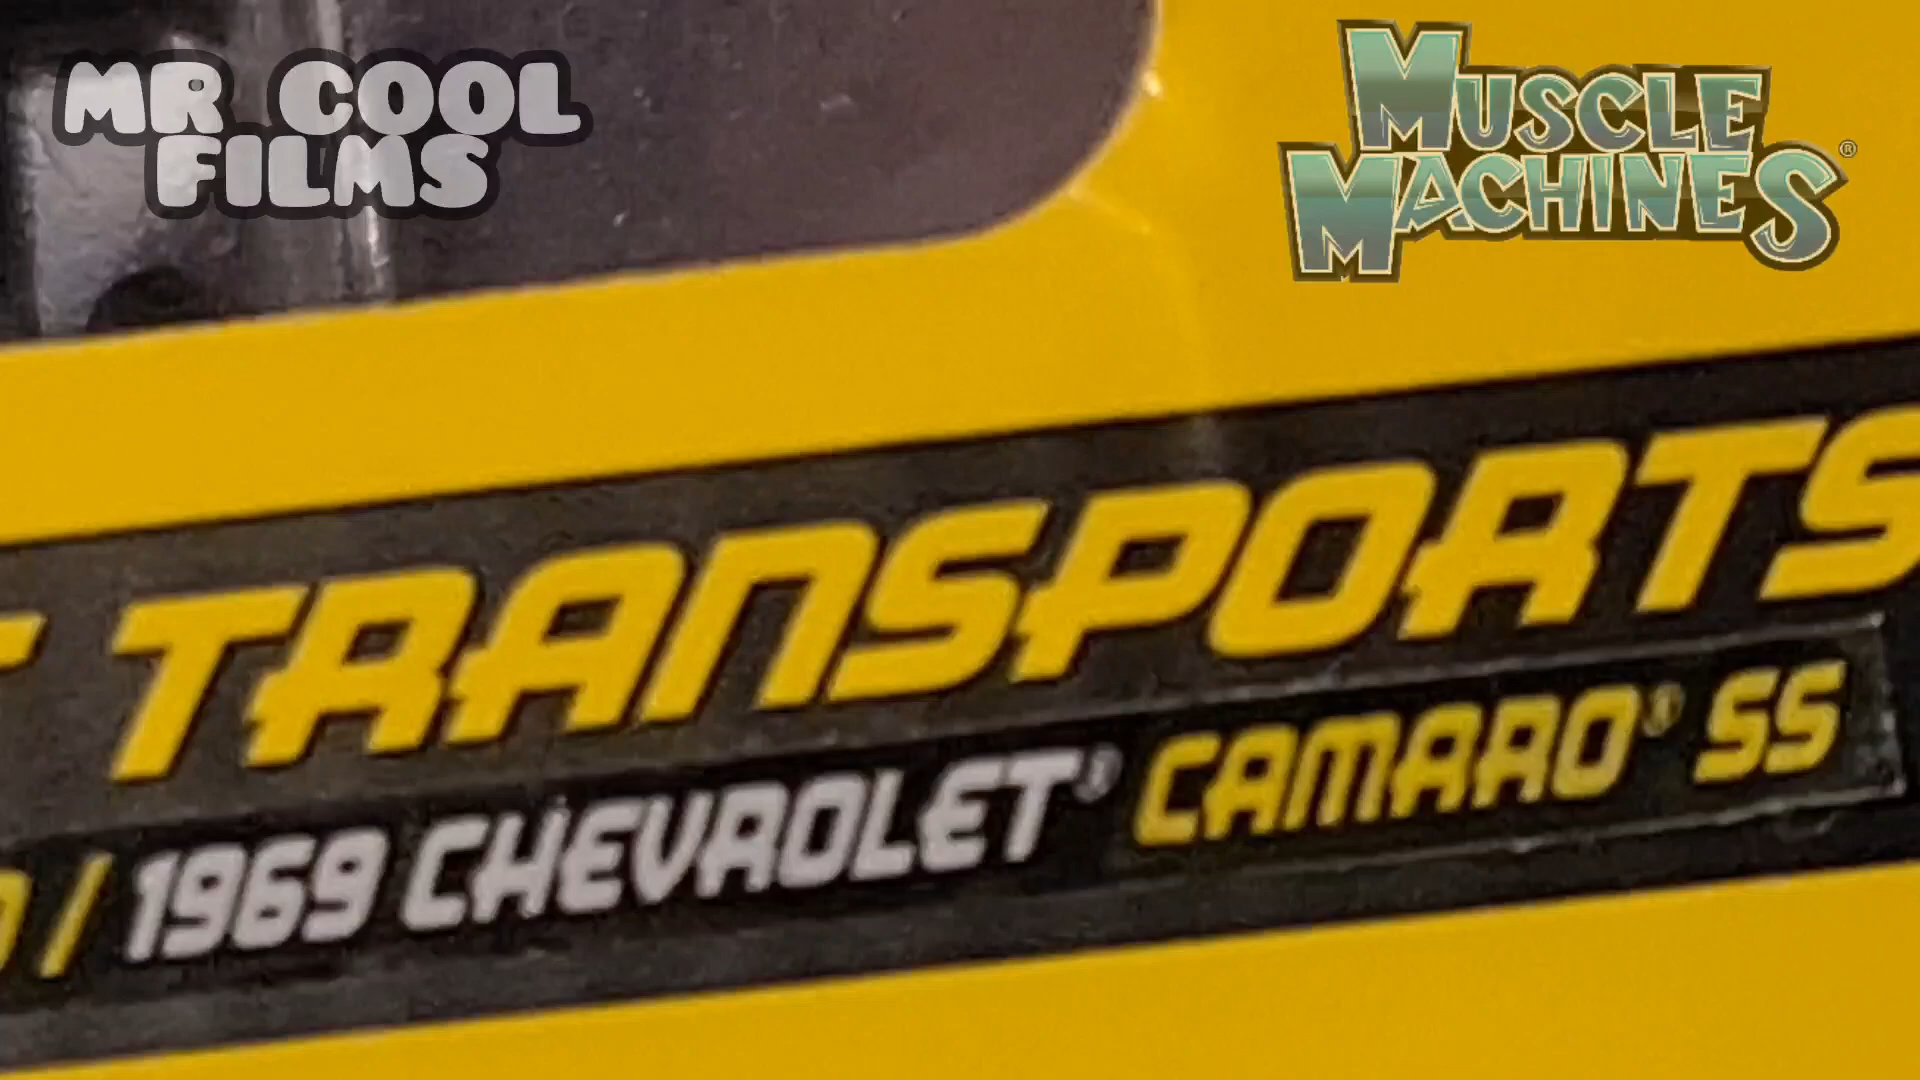 MR COOL
FILMS
MUSCLE
MACHINES®
TRANSPORTS
/ 1969 CHEVROLET® CAMARO® SS